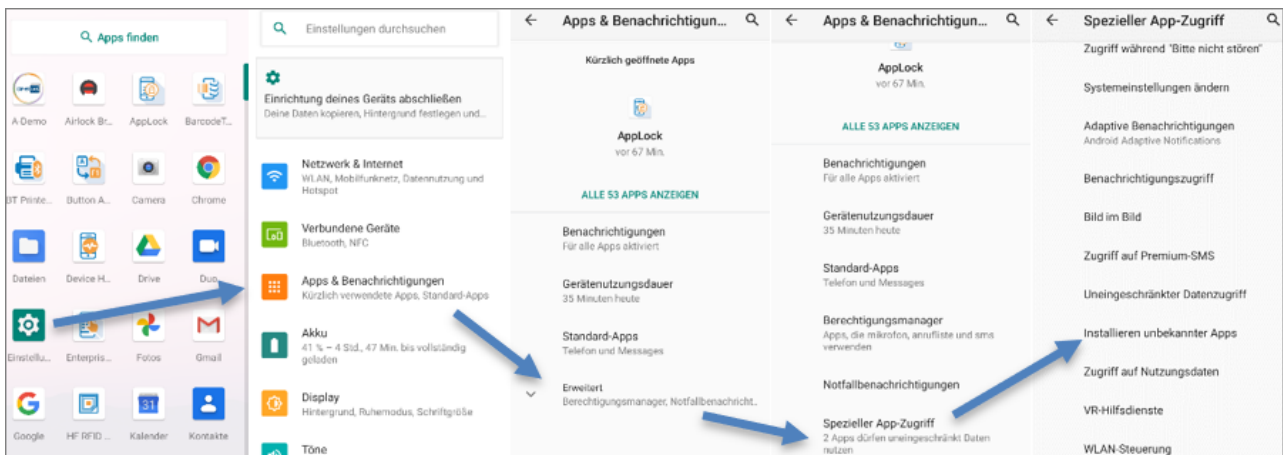 Apps finden
A-Demo
Airlock Br...
AppLock
BarcodeT...
BT Printe...
Button A...
Camera
Chrome
Dateien
Device H...
Drive
Duo
Einstellu...
Enterpris...
Fotos
Gmail
Google
HF RFID ...
31
Kalender
Kontakte
Einstellungen durchsuchen
Einrichtung deines Geräts abschließen
Deine Daten kopieren, Hintergrund festlegen und...
Netzwerk & Internet
WLAN, Mobilfunknetz, Datennutzung und
Hotspot
Verbundene Geräte
Bluetooth, NFC
Apps & Benachrichtigungen
Kürzlich verwendete Apps, Standard-Apps
Akku
41 % – 4 Std., 47 Min. bis vollständig
geladen
Display
Hintergrund, Ruhemodus, Schriftgröße
Töne
Apps & Benachrichtigun...
Kürzlich geöffnete Apps
AppLock
vor 67 Min.
ALLE 53 APPS ANZEIGEN
Benachrichtigungen
Für alle Apps aktiviert
Gerätenutzungsdauer
35 Minuten heute
Standard-Apps
Telefon und Messages
Erweitert
Berechtigungsmanager, Notfallbenachricht..
Apps & Benachrichtigun...
AppLock
vor 67 Min.
ALLE 53 APPS ANZEIGEN
Benachrichtigungen
Für alle Apps aktiviert
Gerätenutzungsdauer
35 Minuten heute
Standard-Apps
Telefon und Messages
Berechtigungsmanager
Apps, die mikrofon, anrufliste und sms
verwenden
Notfallbenachrichtigungen
Spezieller App-Zugriff
2 Apps dürfen uneingeschränkt Daten
nutzen
Spezieller App-Zugriff
Zugriff während "Bitte nicht stören"
Systemeinstellungen ändern
Adaptive Benachrichtigungen
Android Adaptive Notifications
Benachrichtigungszugriff
Bild im Bild
Zugriff auf Premium-SMS
Uneingeschränkter Datenzugriff
Installieren unbekannter Apps
Zugriff auf Nutzungsdaten
VR-Hilfsdienste
WLAN-Steuerung